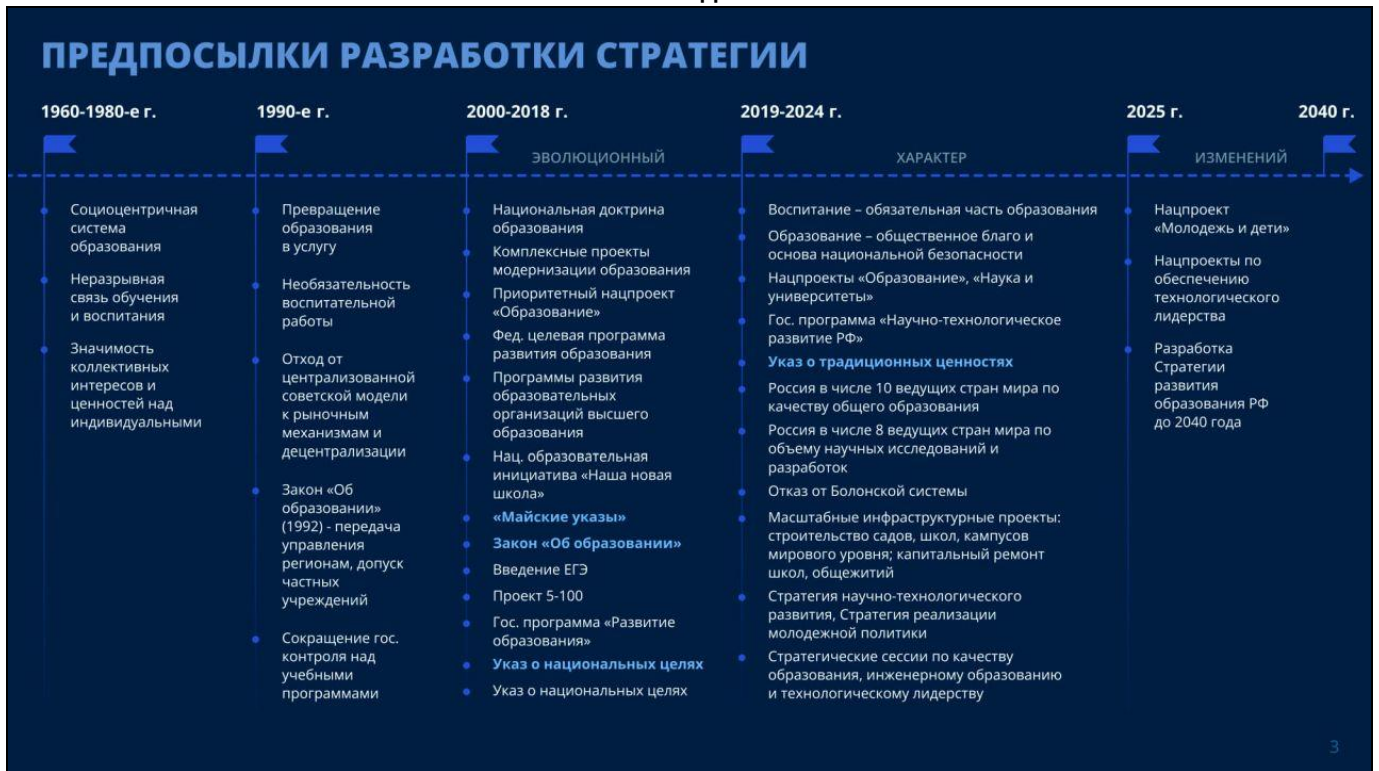 ПРЕДПОСЫЛКИ РАЗРАБОТКИ СТРАТЕГИИ
1960-1980-е г.
1990-е г.
2000-2018 г.
2019-2024 г.
2025 г.
2040 г.
ЭВОЛЮЦИОННЫЙ
ХАРАКТЕР
ИЗМЕНЕНИЙ
Социоцентричная
система
образования
Неразрывная
связь обучения
и воспитания
Значимость
коллективных
интересов и
ценностей над
индивидуальными
Превращение
образования
в услугу
Необязательность
воспитательной
работы
Отход от
централизованной
советской модели
к рыночным
механизмам и
децентрализации
Закон «Об
образовании»
(1992) - передача
управления
регионам, допуск
частных
учреждений
Сокращение гос.
контроля над
учебными
программами
Национальная доктрина
образования
Комплексные проекты
модернизации образования
Приоритетный нацпроект
«Образование»
Фед. целевая программа
развития образования
Программы развития
образовательных
организаций высшего
образования
Нац. образовательная
инициатива «Наша новая
школа»
«Майские указы»
Закон «Об образовании»
Введение ЕГЭ
Проект 5-100
Гос. программа «Развитие
образования»
Указ о национальных целях
Указ о национальных целях
Воспитание – обязательная часть образования
Образование – общественное благо и
основа национальной безопасности
Нацпроекты «Образование», «Наука и
университеты»
Гос. программа «Научно-технологическое
развитие РФ»
Указ о традиционных ценностях
Россия в числе 10 ведущих стран мира по
качеству общего образования
Россия в числе 8 ведущих стран мира по
объему научных исследований и
разработок
Отказ от Болонской системы
Масштабные инфраструктурные проекты:
строительство садов, школ, кампусов
мирового уровня; капитальный ремонт
школ, общежитий
Стратегия научно-технологического
развития, Стратегия реализации
молодежной политики
Стратегические сессии по качеству
образования, инженерному образованию
и технологическому лидерству
Нацпроект
«Молодежь и дети»
Нацпроекты по
обеспечению
технологического
лидерства
Разработка
Стратегии
развития
образования РФ
до 2040 года
3